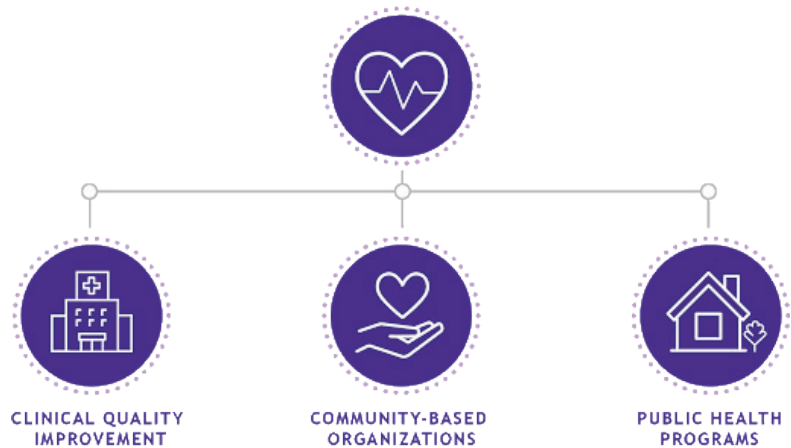 CLINICAL QUALITY
IMPROVEMENT
COMMUNITY-BASED
ORGANIZATIONS
PUBLIC HEALTH
PROGRAMS